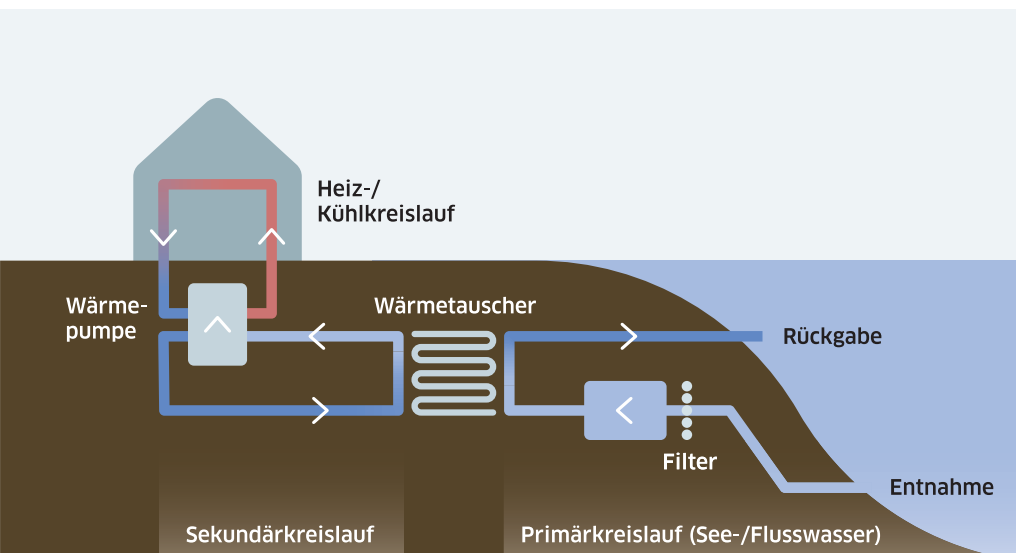 Heiz-/
Kühlkreislauf
Wärme-
pumpe
Wärmetauscher
Rückgabe
Filter
Entnahme
Sekundärkreislauf
Primärkreislauf (See-/Flusswasser)